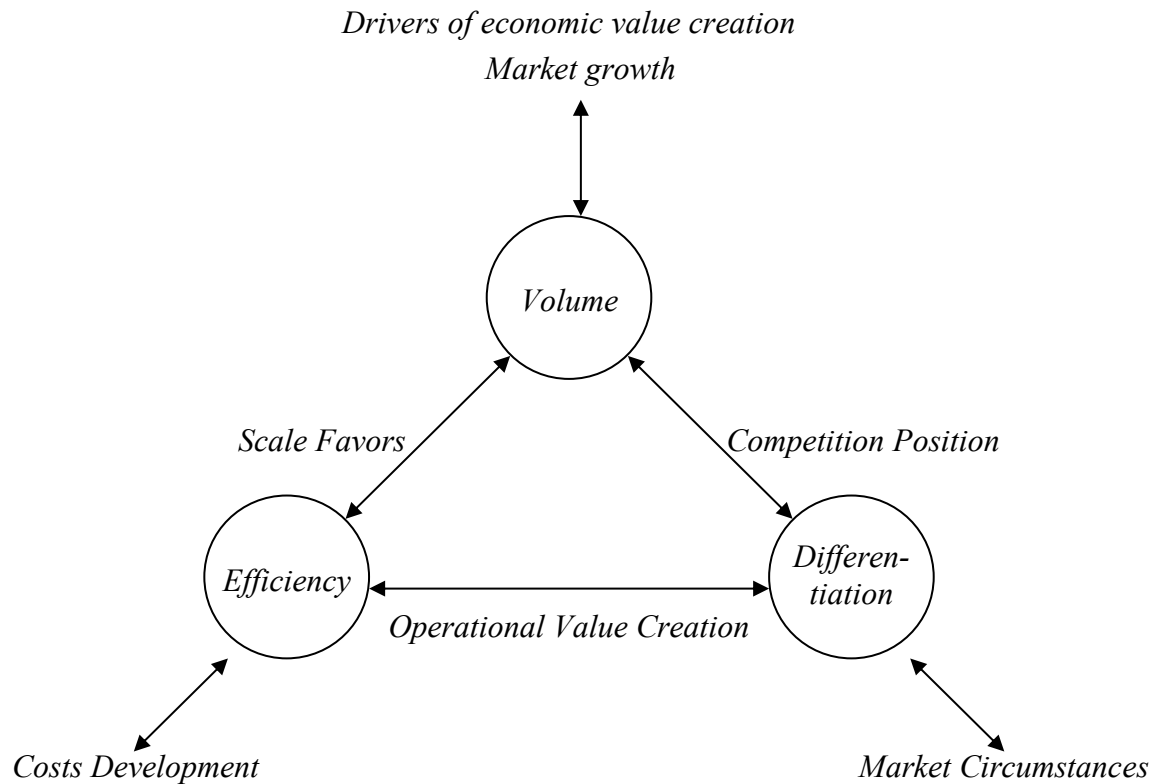 Drivers of economic value creation
Market growth
Volume
Scale Favors
Competition Position
Efficiency
Differen-
tiation
Operational Value Creation
Costs Development
Market Circumstances